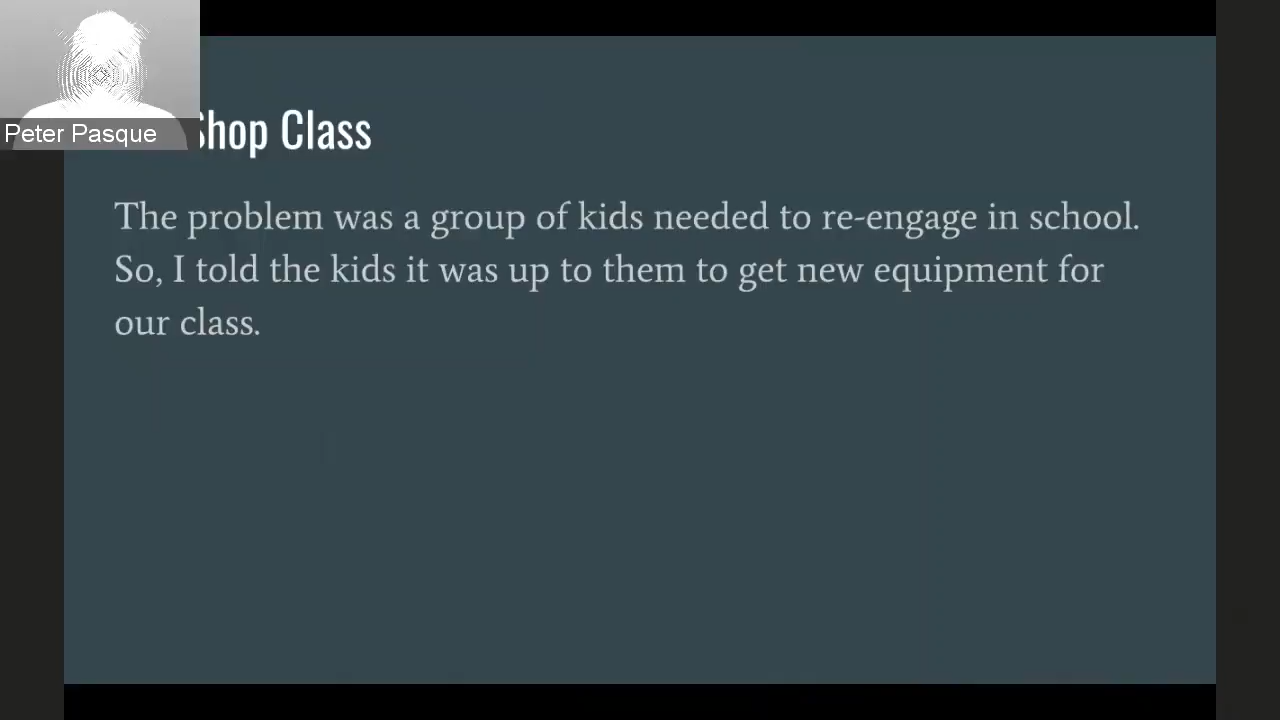 Peter Pasque
Shop Class
The problem was a group of kids needed to re-engage in school.
So, I told the kids it was up to them to get new equipment for
our class.